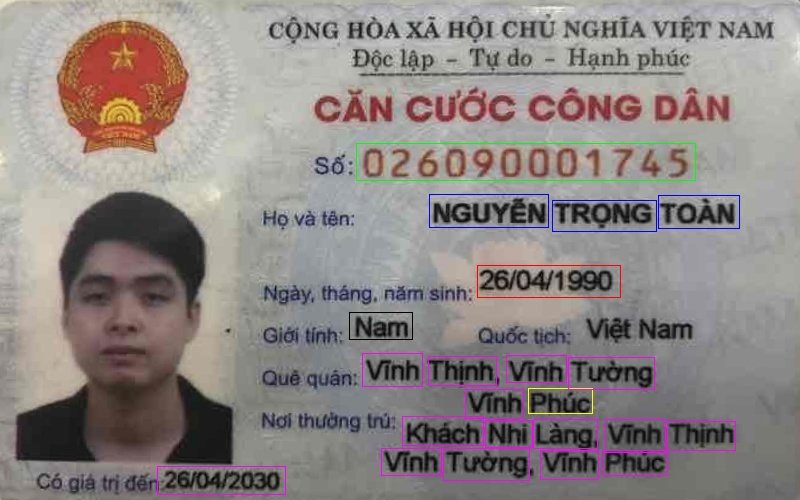 CỘNG HÒA XÃ HỘI CHỦ NGHĨA VIỆT NAM
Độc lập - Tự do - Hạnh phúc
CĂN CƯỚC CÔNG DÂN
VIỆT NAM
Số: 026090001745
Họ và tên: NGUYỄN TRỌNG TOÀN
Ngày, tháng, năm sinh: 26/04/1990
Giới tính: Nam Quốc tịch: Việt Nam
Quê quán: Vĩnh Thịnh, Vĩnh Tường
Vĩnh Phúc
Nơi thường trú: Khách Nhi Làng, Vĩnh Thịnh
Vĩnh Tường, Vĩnh Phúc
Có giá trị đến: 26/04/2030